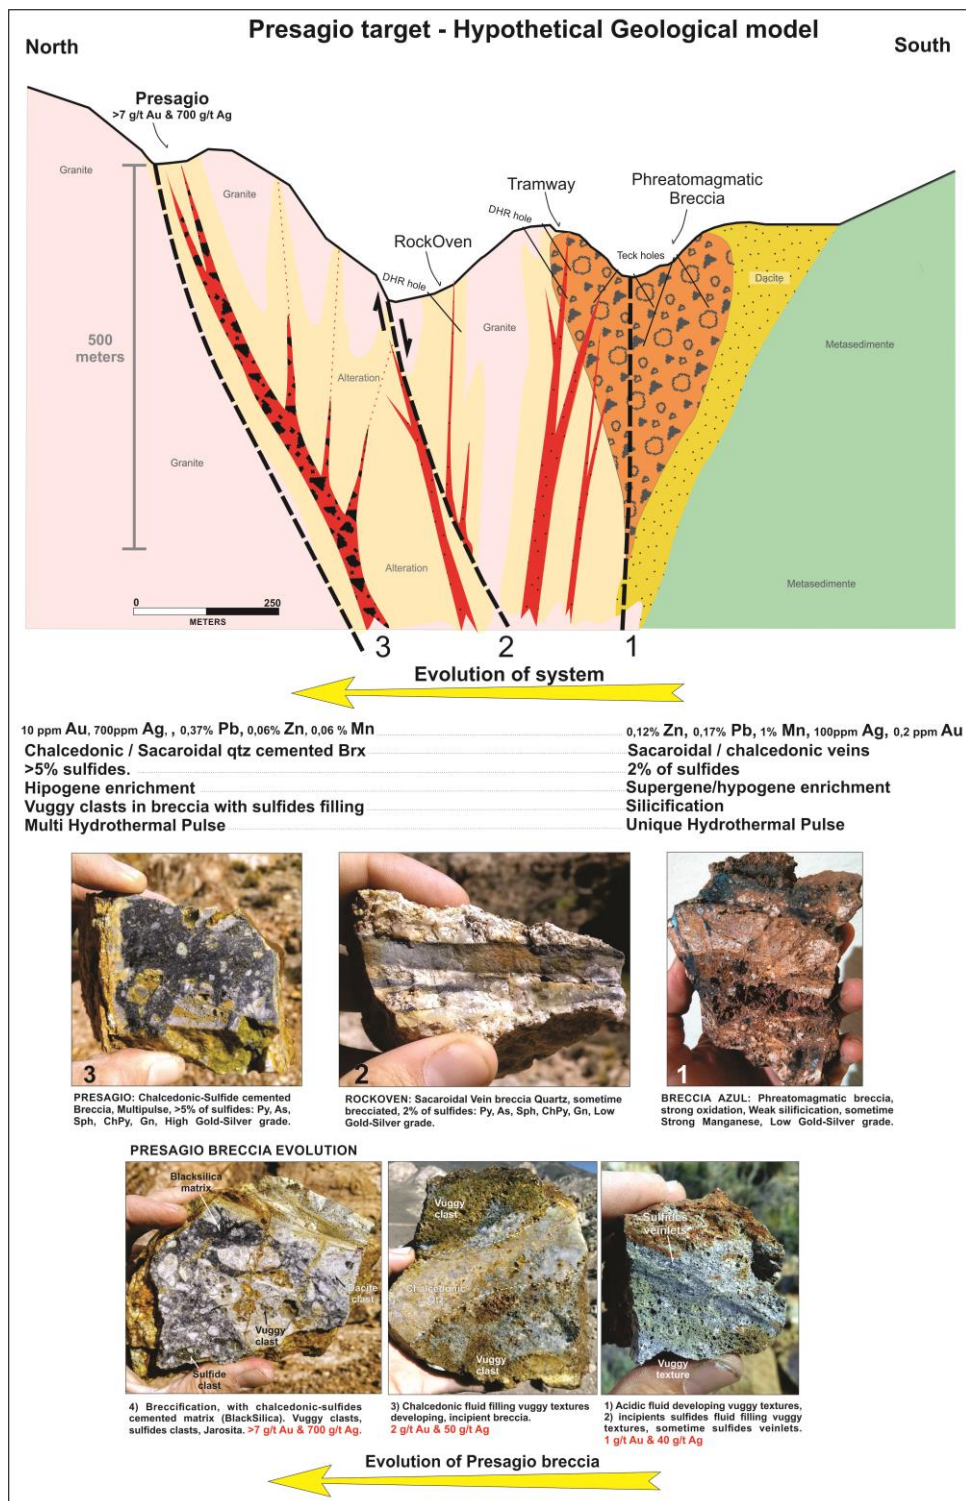 Presagio target - Hypothetical Geological model
North
South
Presagio
>7 g/t Au & 700 g/t Ag
Granite
Granite
Tramway
Phreatomagmatic
Breccia
DHR hole
RockOven
DHR hole
Teck holes
Dacite
500
meters
Granite
Metasedimente
Alteration
Granite
Alteration
Metasedimente
0
250
METERS
3
2
1
Evolution of system
10 ppm Au, 700ppm Ag, , 0,37% Pb, 0,06% Zn, 0,06 % Mn
0,12% Zn, 0,17% Pb, 1% Mn, 100ppm Ag, 0,2 ppm Au
Chalcedonic / Sacaroidal qtz cemented Brx
Sacaroidal / chalcedonic veins
>5% sulfides.
2% of sulfides
Hipogene enrichment
Supergene/hypogene enrichment
Vuggy clasts in breccia with sulfides filling
Silicification
Multi Hydrothermal Pulse
Unique Hydrothermal Pulse
3
2
1
PRESAGIO: Chalcedonic-Sulfide cemented
Breccia, Multipulse, >5% of sulfides: Py, As,
Sph, ChPy, Gn, High Gold-Silver grade.
ROCKOVEN: Sacaroidal Vein breccia Quartz, sometime
brecciated, 2% of sulfides: Py, As, Sph, ChPy, Gn, Low
Gold-Silver grade.
BRECCIA AZUL: Phreatomagmatic breccia,
strong oxidation, Weak silification, sometime
Strong Manganese, Low Gold-Silver grade.
PRESAGIO BRECCIA EVOLUTION
Blacksilica
matrix
Dacite
clast
Vuggy
clast
Sulfide
clast
Vuggy
clast
Chalcedonic
Qtz
Vuggy
clast
Sulfides
veinlets
Vuggy
texture
4) Breccification, with chalcedonic-sulfides
cemented matrix (BlackSilica). Vuggy clasts,
sulfides clasts, Jarosita. >7 g/t Au & 700 g/t Ag.
3) Chalcedonic fluid filling vuggy textures
developing, incipient breccia.
2 g/t Au & 50 g/t Ag
1) Acidic fluid developing vuggy textures,
2) incipients sulfides fluid filling vuggy
textures, sometime sulfides veinlets.
1 g/t Au & 40 g/t Ag
Evolution of Presagio breccia